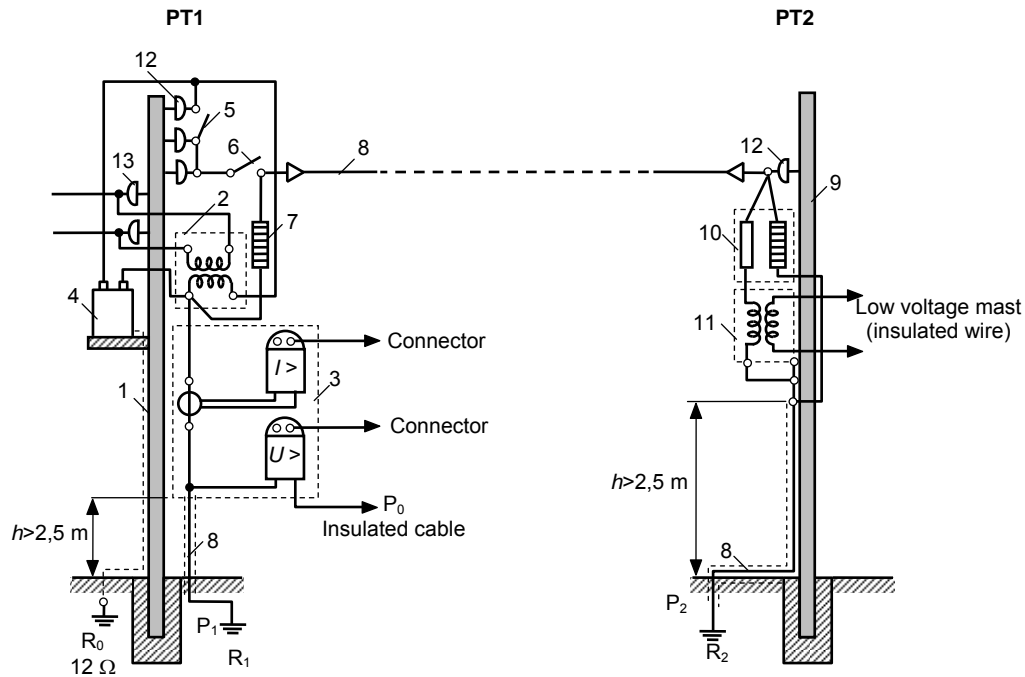 PT1
PT2
12
5
6
8
12
13
9
2
7
10
4
11
Low voltage mast
(insulated wire)
Connector
I >
3
1
Connector
U >
h>2,5 m
P0
Insulated cable
h>2,5 m
8
8
P1
P2
R0
12 Ω
R1
R2